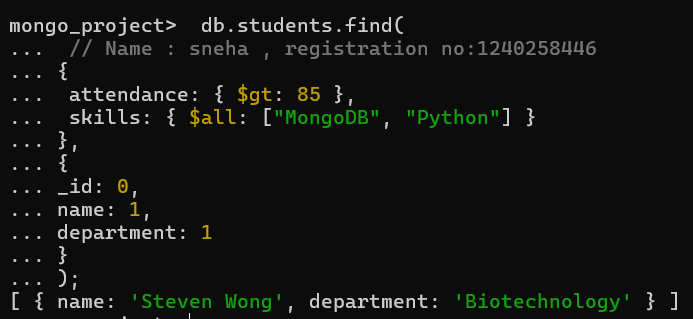 mongo_project>  db.students.find(
...  // Name : sneha , registration no:1240258446
... {
...  attendance: { $gt: 85 },
...  skills: { $all: ["MongoDB", "Python"] }
... },
... {
... _id: 0,
... name: 1,
... department: 1
... }
... );
[ { name: 'Steven Wong', department: 'Biotechnology' } ]